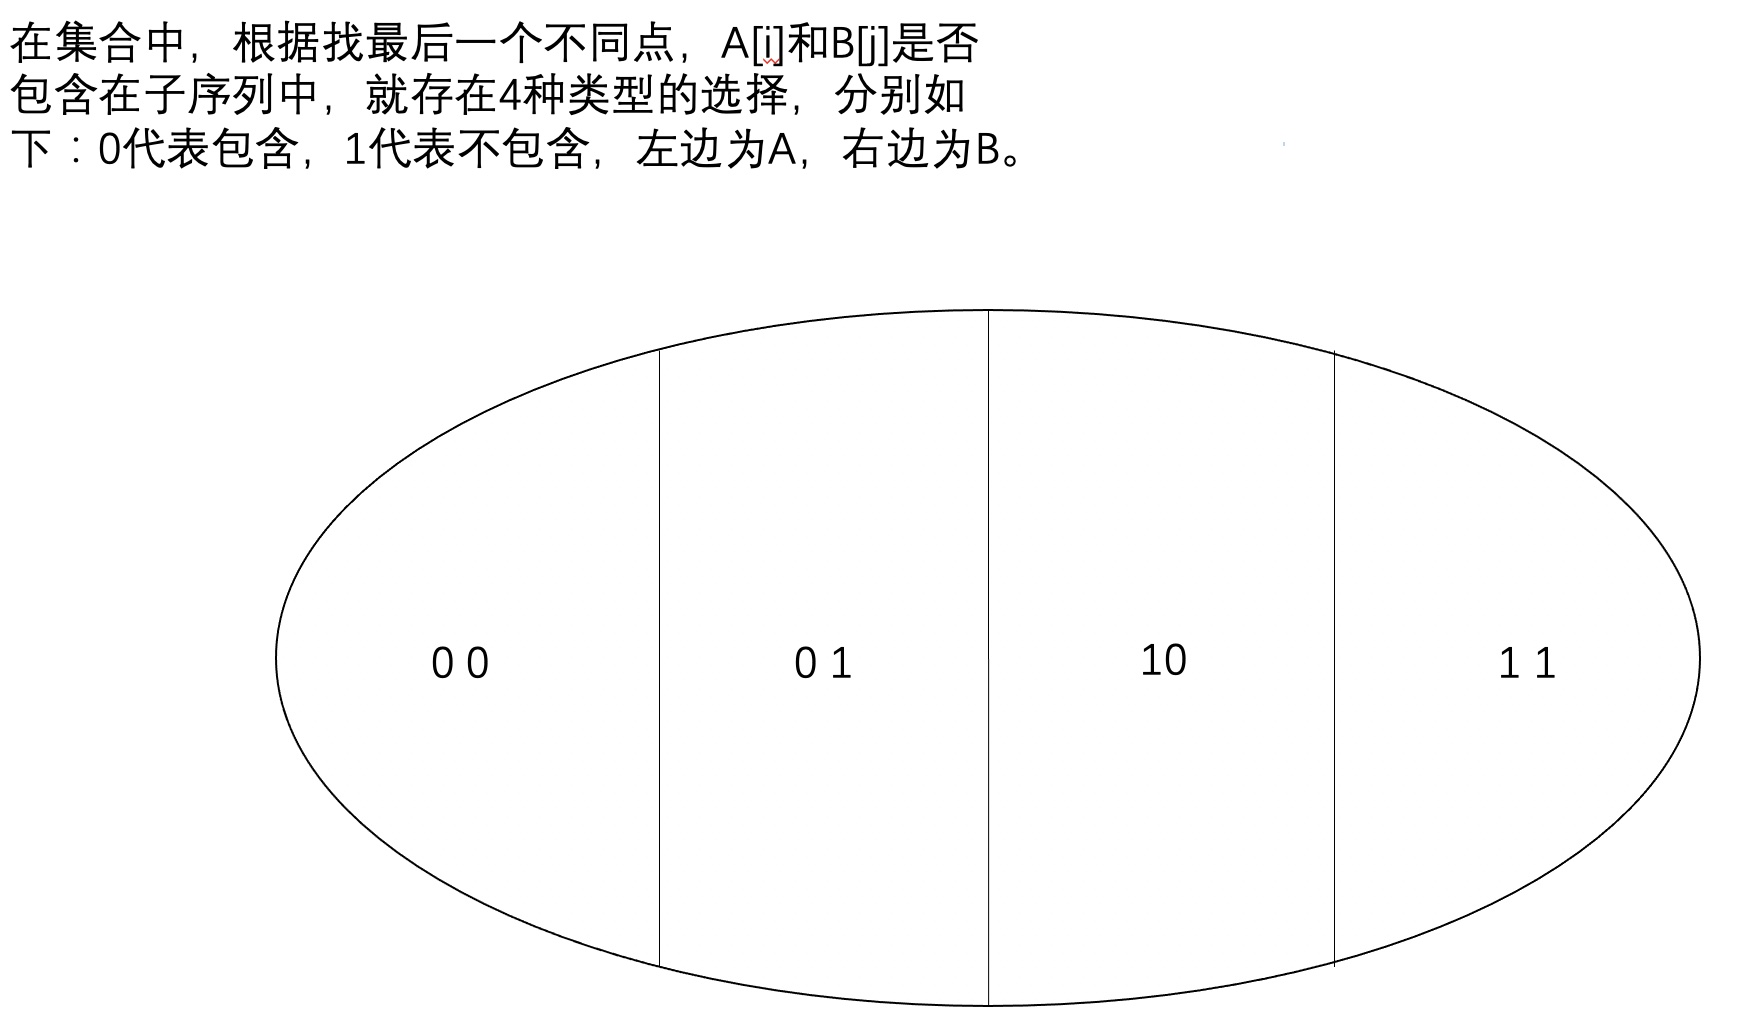 在集合中，根据找最后一个不同点，A[i]和B[j]是否
包含在子序列中，就存在4种类型的选择，分别如
下：0代表包含，1代表不包含，左边为A，右边为B。
0 0
0 1
10
1 1